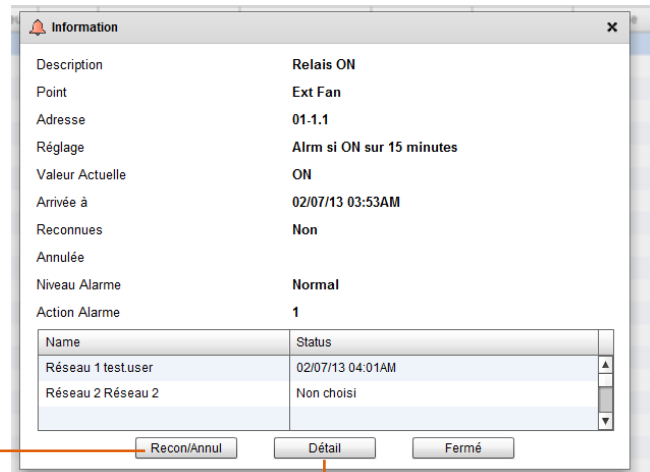 Information
Description Relais ON
Point Ext Fan
Adresse 01-1.1
Réglage Alrm si ON sur 15 minutes
Valeur Actuelle ON
Arrivée à 02/07/13 03:53AM
Reconnues Non
Annulée
Niveau Alarme Normal
Action Alarme 1
Name Status
Réseau 1 test.user 02/07/13 04:01AM
Réseau 2 Réseau 2 Non choisi
Recon/Annul Détail Fermé